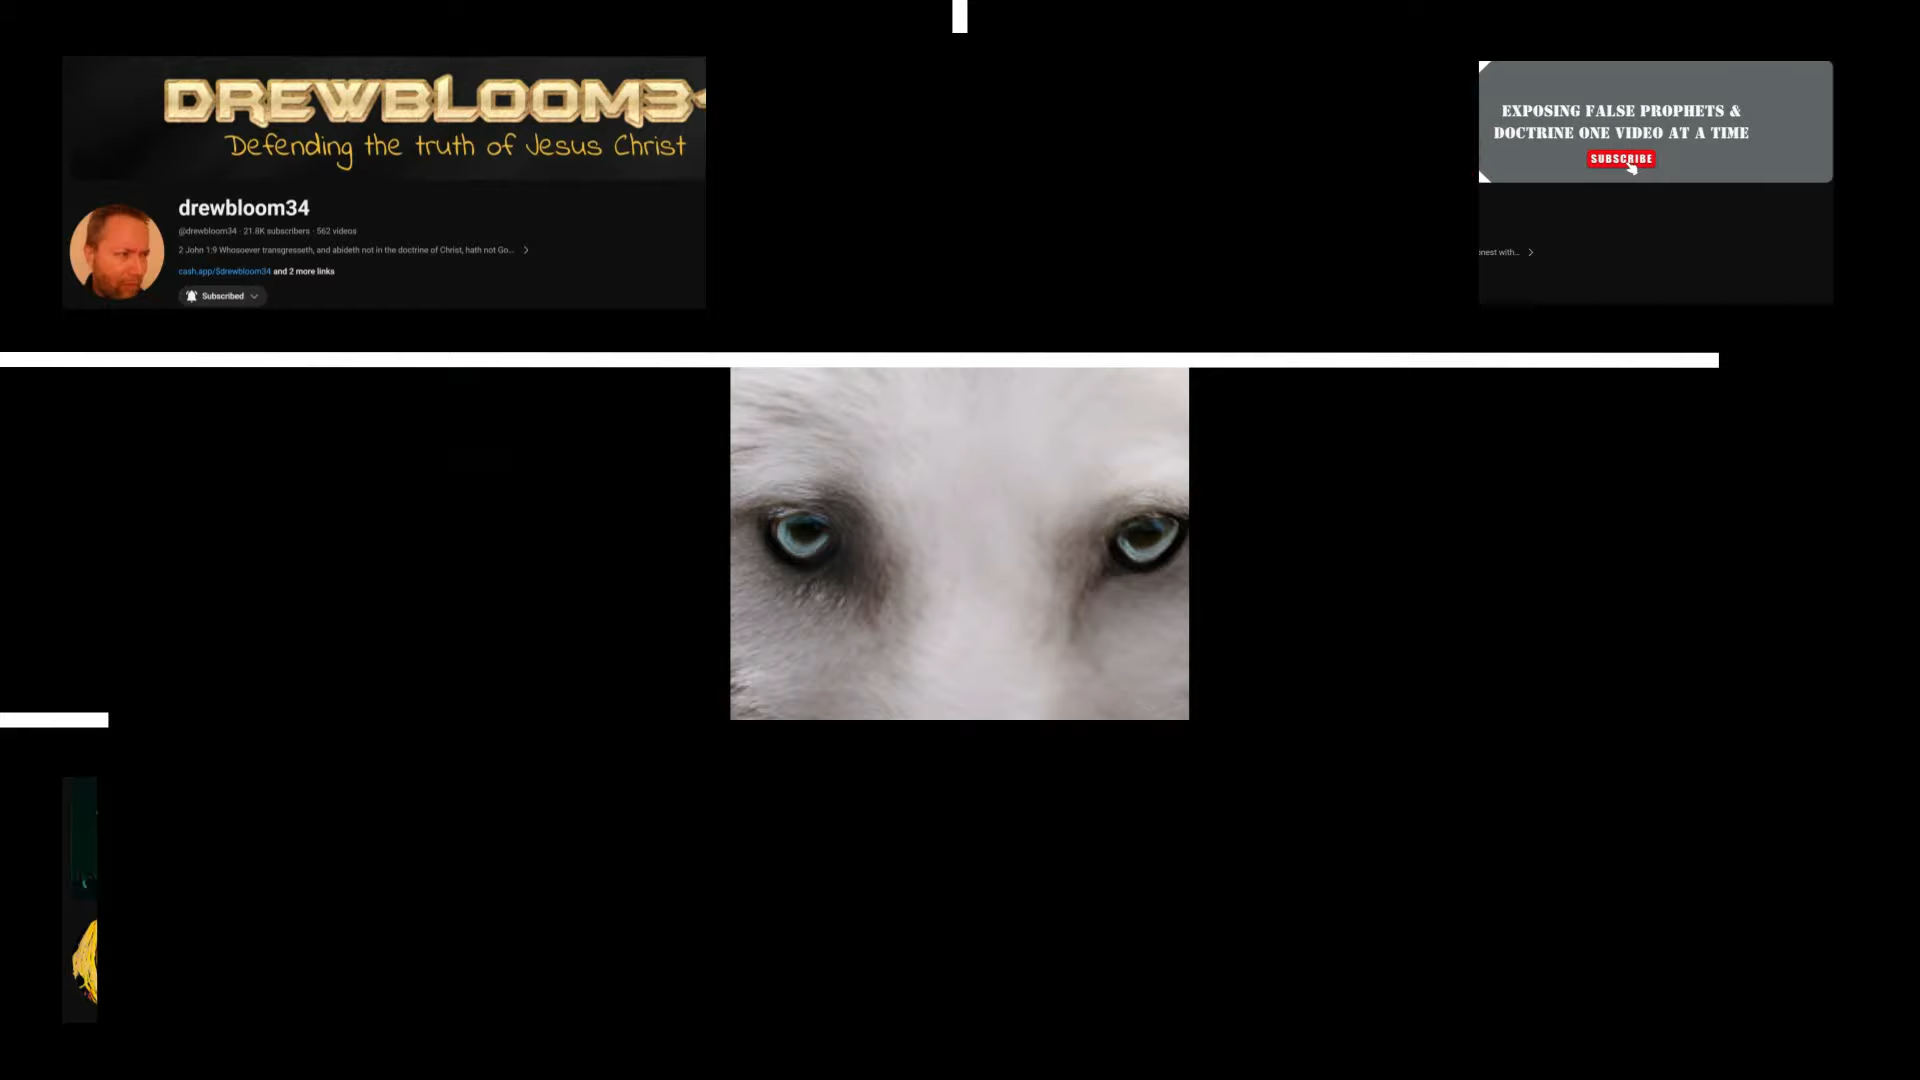 DREWBLOOM3
Defending the truth of Jesus Christ
drewbloom34
@drewbloom34 · 21.8K subscribers · 562 videos
2 John 1:9 Whosoever transgresseth, and abideth not in the doctrine of Christ, hath not Go...
cash.app/$drewbloom34 and 2 more links
Subscribed
EXPOSING FALSE PROPHETS &
DOCTRINE ONE VIDEO AT A TIME
SUBSCRIBE
with...